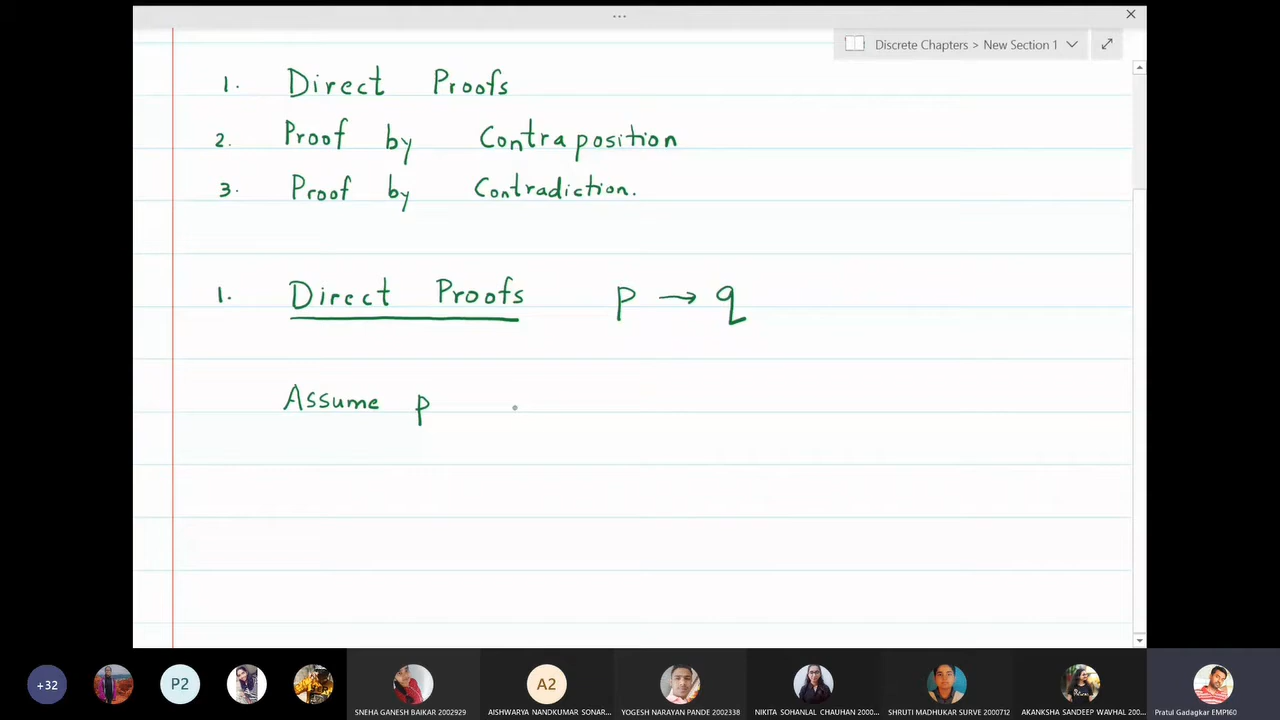 Discrete Chapters > New Section 1
1. Direct Proofs
2. Proof by Contraposition
3. Proof by Contradiction.
1. Direct Proofs p → q
Assume p
+32
P2
A2
SNEHA GANESH BAIKAR 2002929
AISHWARYA NANDKUMAR SONAR...
YOGESH NARAYAN PANDE 2002338
NIKITA SOHANLAL CHAUHAN 2000...
SHRUTI MADHUKAR SURVE 2000712
AKANKSHA SANDEEP WAVHAL 200...
Pratul Gadagkar EMP160